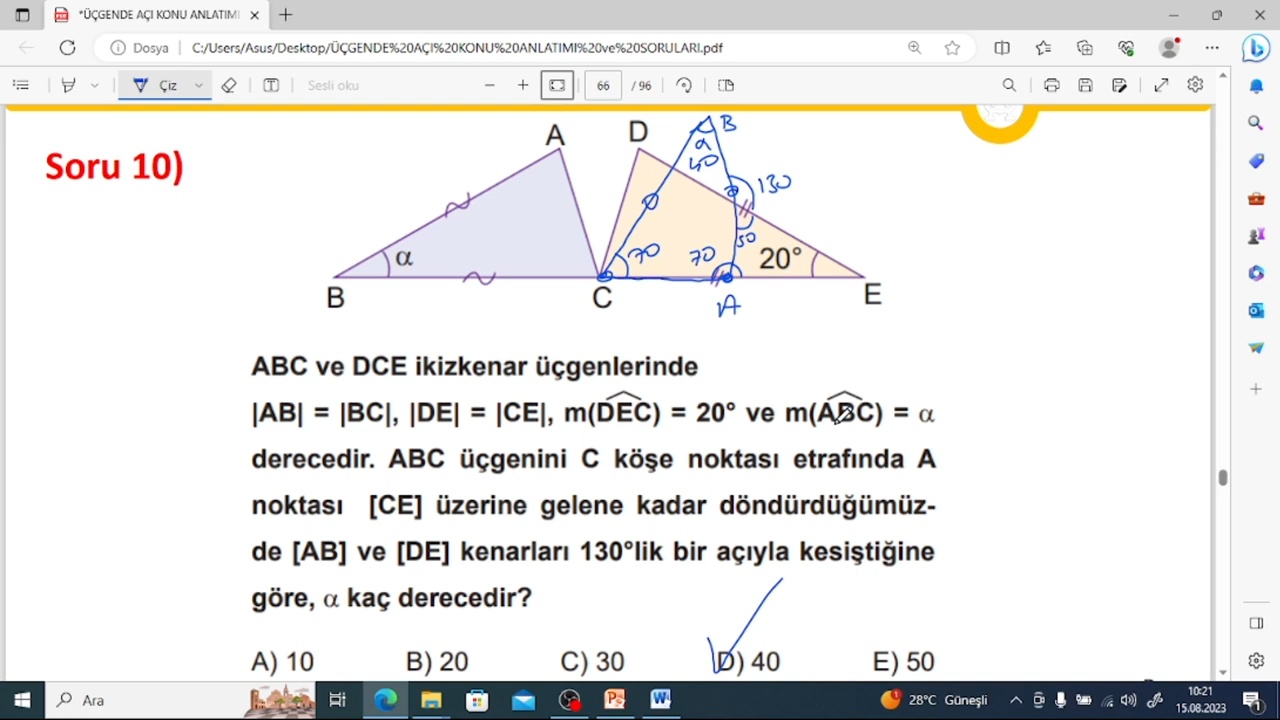 *ÜÇGENDE AÇI KONU ANLATIMI
Dosya C:/Users/Asus/Desktop/ÜÇGENDE%20AÇI%20KONU%20ANLATIMI%20ve%20SORULARI.pdf
Çiz Sesli oku 66 / 96
Soru 10)
A D B
α
40
130
α 70 70 50 20°
B C A E
ABC ve DCE ikizkenar üçgenlerinde
|AB| = |BC|, |DE| = |CE|, m(DEC) = 20° ve m(ABC) = α
derecedir. ABC üçgenini C köşe noktası etrafında A
noktası [CE] üzerine gelene kadar döndürdüğümüz-
de [AB] ve [DE] kenarları 130°lik bir açıyla kesiştiğine
göre, α kaç derecedir?
A) 10 B) 20 C) 30 D) 40 E) 50
Ara 28°C Güneşli 10:21
15.08.2023